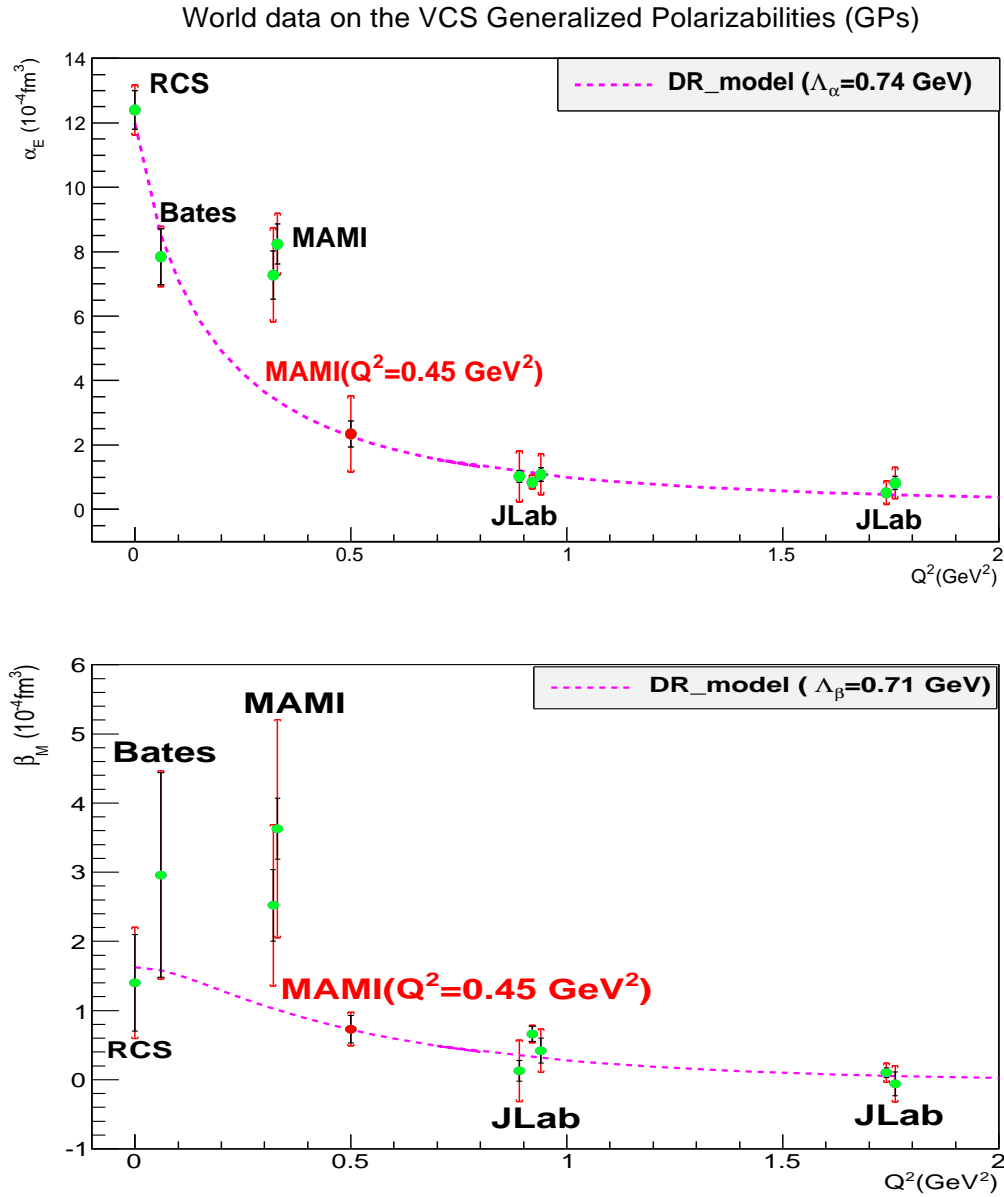 World data on the VCS Generalized Polarizabilities (GPs)
α_E (10^-4fm^3)
14
12
10
8
6
4
2
0
RCS
Bates
MAMI
DR_model (Λ_α=0.74 GeV)
MAMI(Q^2=0.45 GeV^2)
JLab
JLab
0 0.5 1 1.5 2
Q^2(GeV^2)
β_M (10^-4fm^3)
6
5
4
3
2
1
0
-1
DR_model ( Λ_β=0.71 GeV)
MAMI
Bates
MAMI(Q^2=0.45 GeV^2)
RCS
JLab
JLab
0 0.5 1 1.5 2
Q^2(GeV^2)